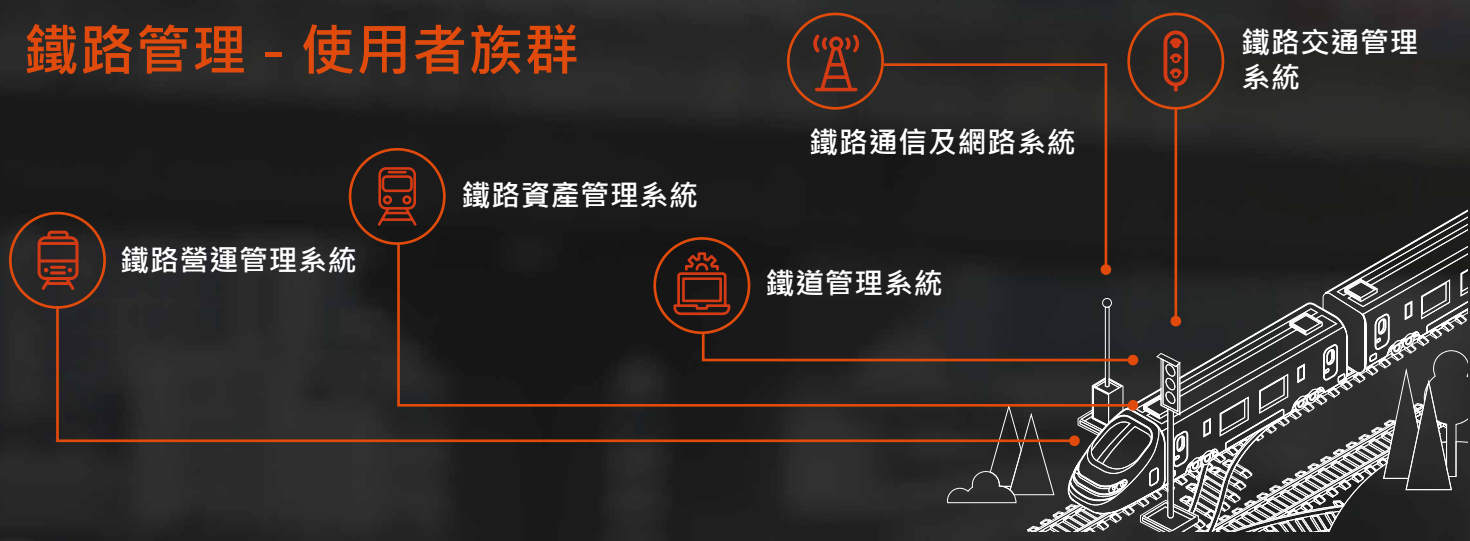 鐵路管理 - 使用者族群
鐵路交通管理
系統
鐵路通信及網路系統
鐵路資產管理系統
鐵路營運管理系統
鐵道管理系統